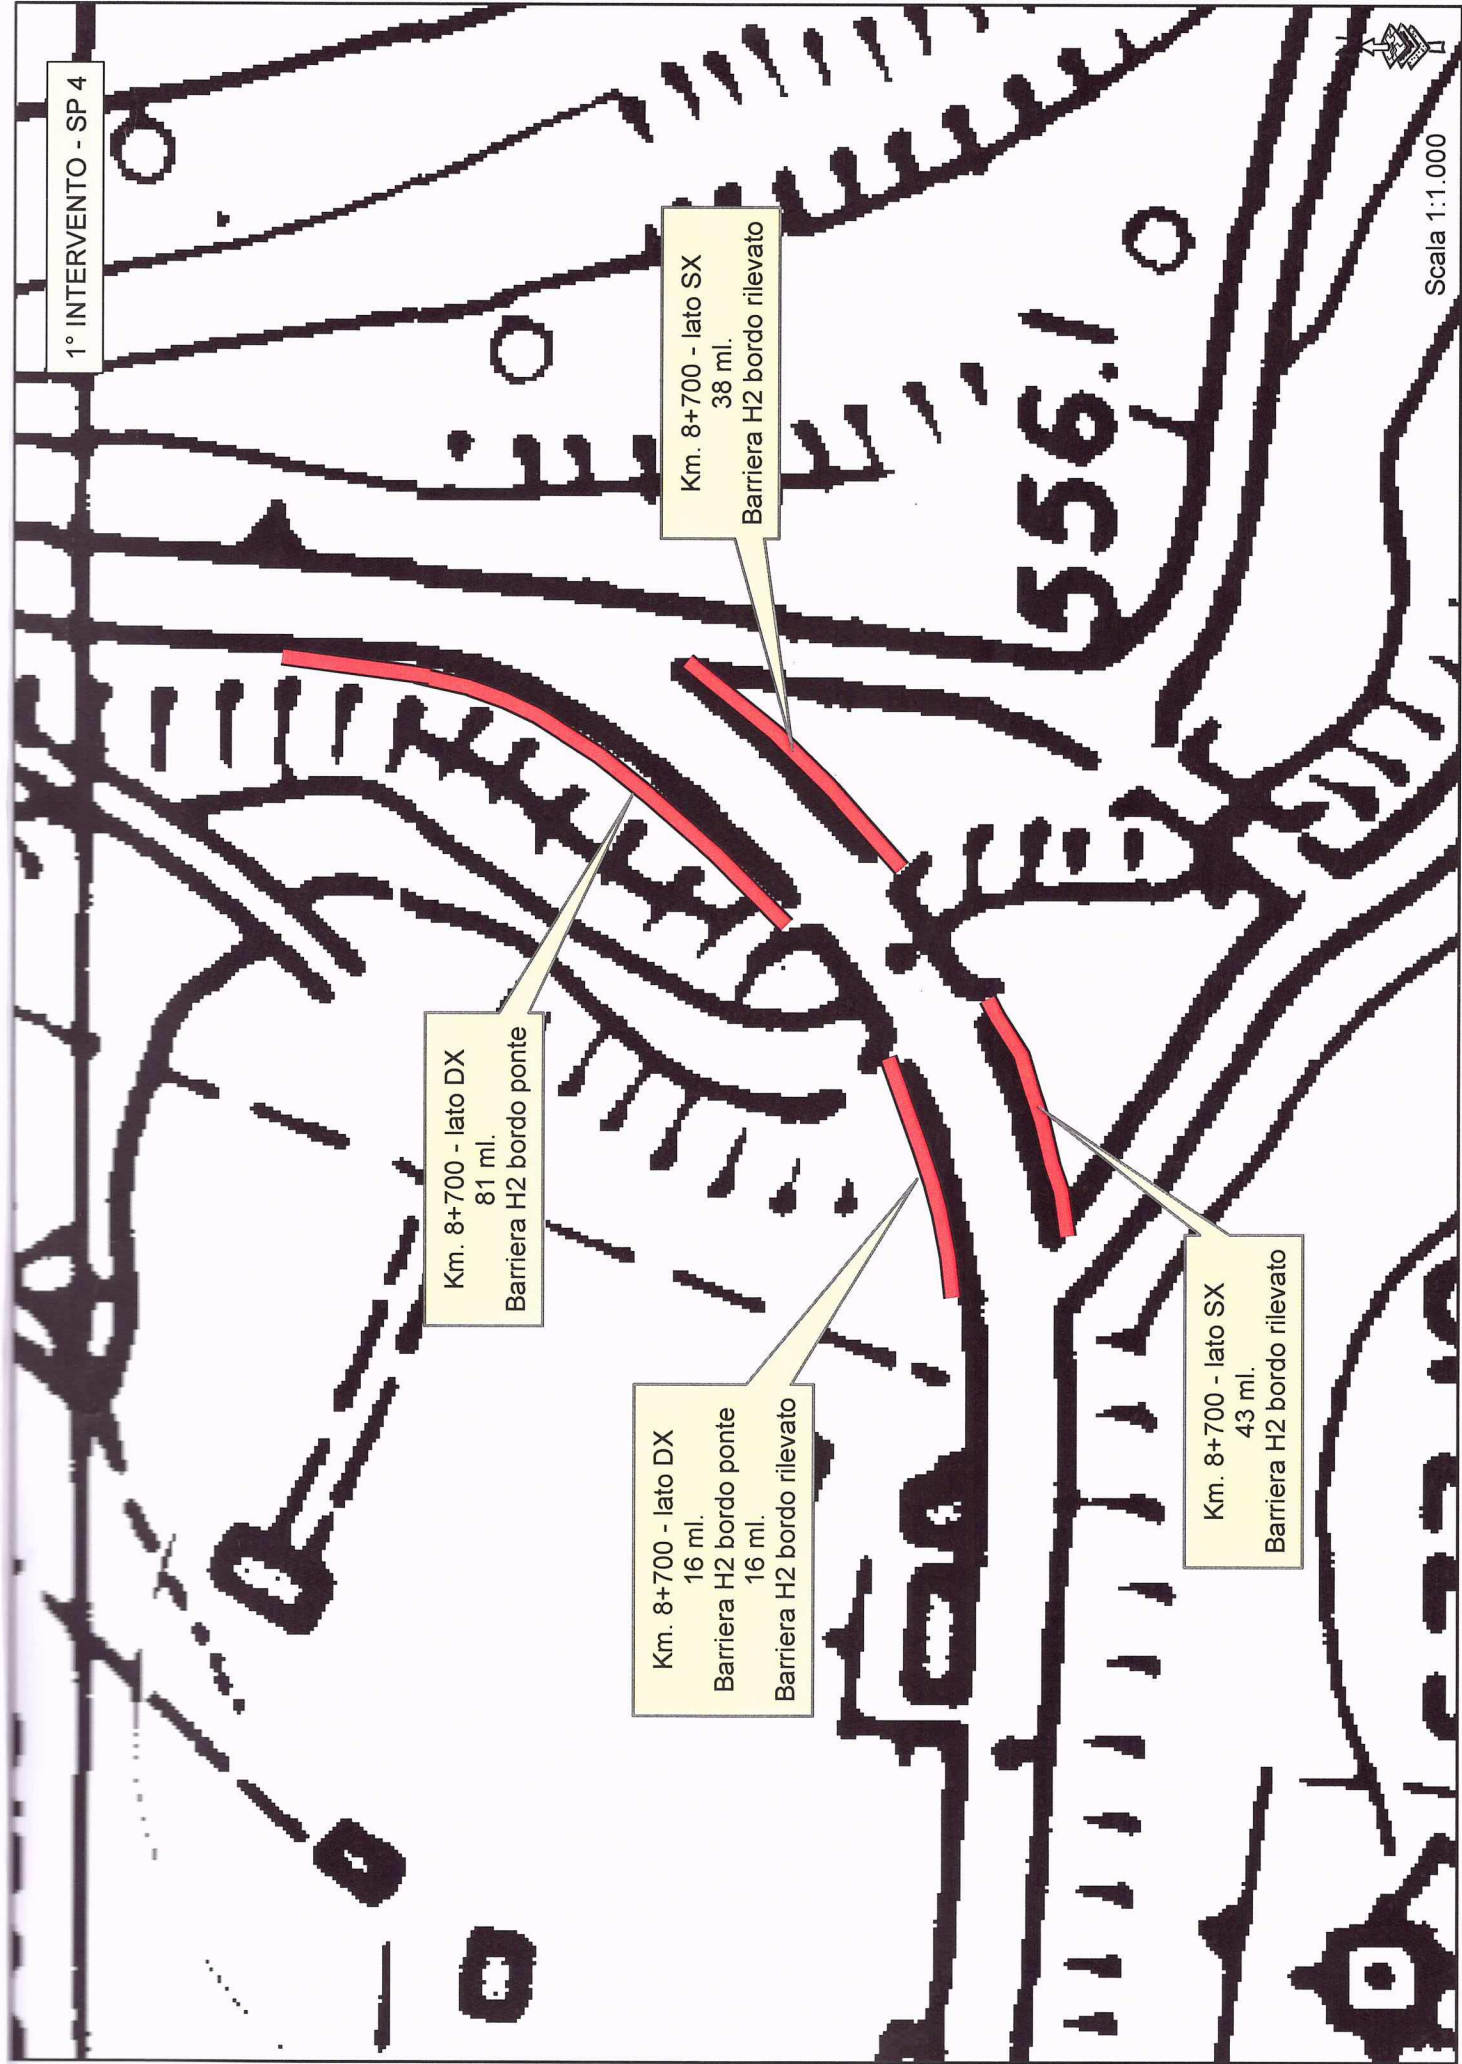 1° INTERVENTO - SP 4
Km. 8+700 - lato DX
81 ml.
Barriera H2 bordo ponte
Km. 8+700 - lato SX
38 ml.
Barriera H2 bordo rilevato
Km. 8+700 - lato DX
16 ml.
Barriera H2 bordo ponte
16 ml.
Barriera H2 bordo rilevato
Km. 8+700 - lato SX
43 ml.
Barriera H2 bordo rilevato
556.1
Scala 1:1.000